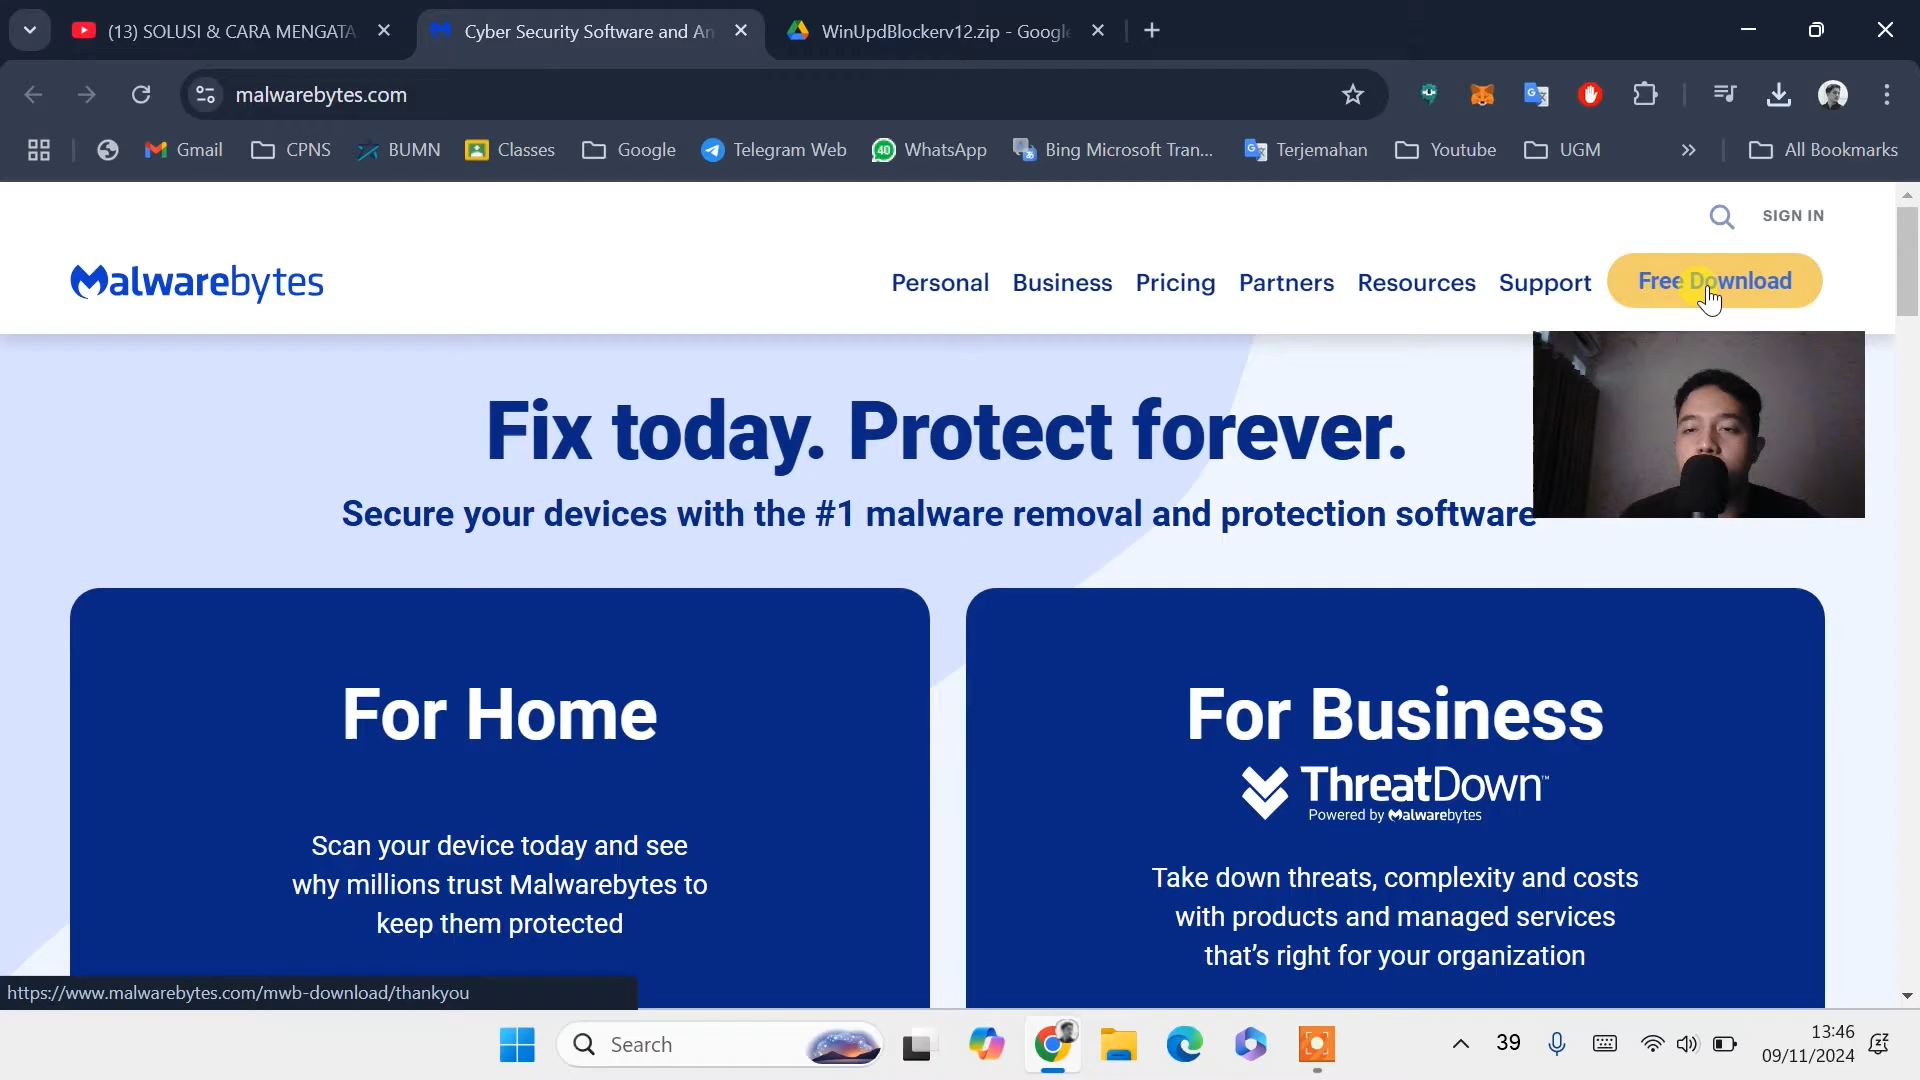 (13) SOLUSI & CARA MENGATA
Cyber Security Software and An
WinUpdBlockerv12.zip - Google
malwarebytes.com
Gmail
CPNS
BUMN
Classes
Google
Telegram Web
40
WhatsApp
Bing Microsoft Tran...
Terjemahan
Youtube
UGM
All Bookmarks
SIGN IN
Malwarebytes
Personal
Business
Pricing
Partners
Resources
Support
Free Download
Fix today. Protect forever.
Secure your devices with the #1 malware removal and protection software
For Home
Scan your device today and see
why millions trust Malwarebytes to
keep them protected
For Business
ThreatDown™
Powered by Malwarebytes
Take down threats, complexity and costs
with products and managed services
that's right for your organization
https://www.malwarebytes.com/mwb-download/thankyou
Search
39
13:46
09/11/2024